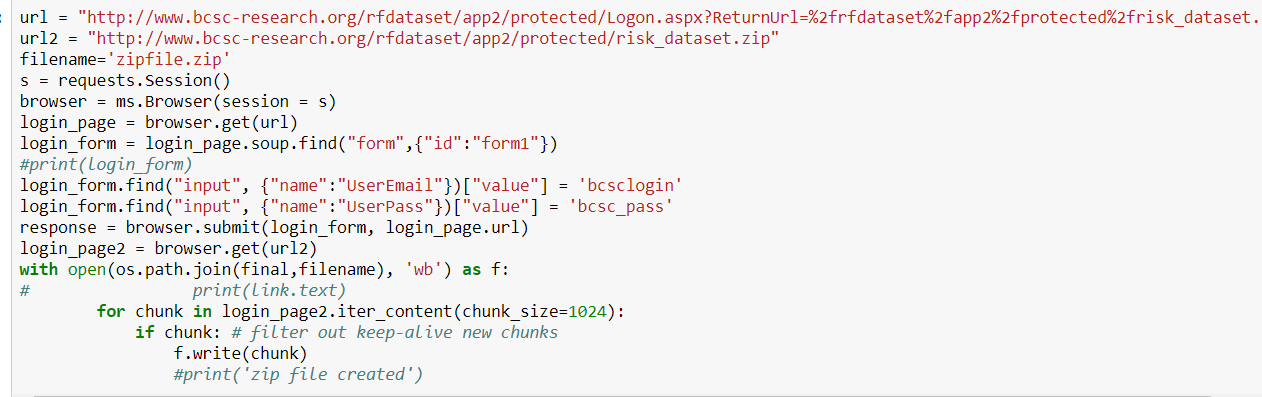 url = "http://www.bcsc-research.org/rfdataset/app2/protected/Logon.aspx?ReturnUrl=%2frfdataset%2fapp2%2fprotected%2frisk_dataset.
url2 = "http://www.bcsc-research.org/rfdataset/app2/protected/risk_dataset.zip"
filename='zipfile.zip'
s = requests.Session()
browser = ms.Browser(session = s)
login_page = browser.get(url)
login_form = login_page.soup.find("form",{"id":"form1"})
#print(login_form)
login_form.find("input", {"name":"UserEmail"})["value"] = 'bcsclogin'
login_form.find("input", {"name":"UserPass"})["value"] = 'bcsc_pass'
response = browser.submit(login_form, login_page.url)
login_page2 = browser.get(url2)
with open(os.path.join(final,filename), 'wb') as f:
#                 print(link.text)
        for chunk in login_page2.iter_content(chunk_size=1024):
            if chunk: # filter out keep-alive new chunks
                f.write(chunk)
                #print('zip file created')